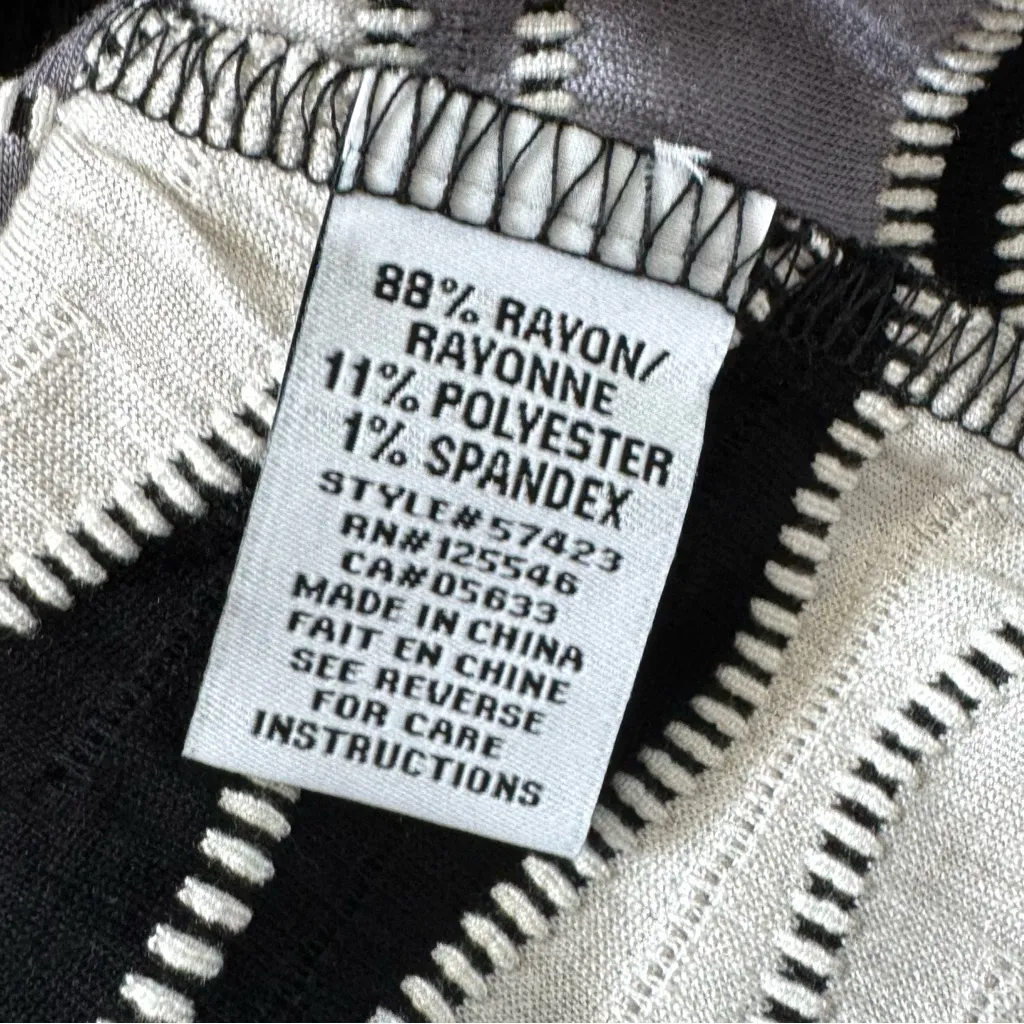 88% RAYON/
RAYONNE
11% POLYESTER
1% SPANDEX
STYLE# 57423
RN# 125546
CA# 05633
MADE IN CHINA
FAIT EN CHINE
SEE REVERSE
FOR CARE
INSTRUCTIONS